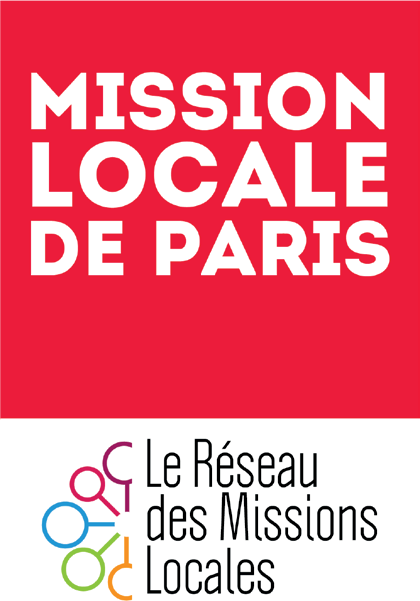 MISSION
LOCALE
DE PARIS
Le Réseau
des Missions
Locales